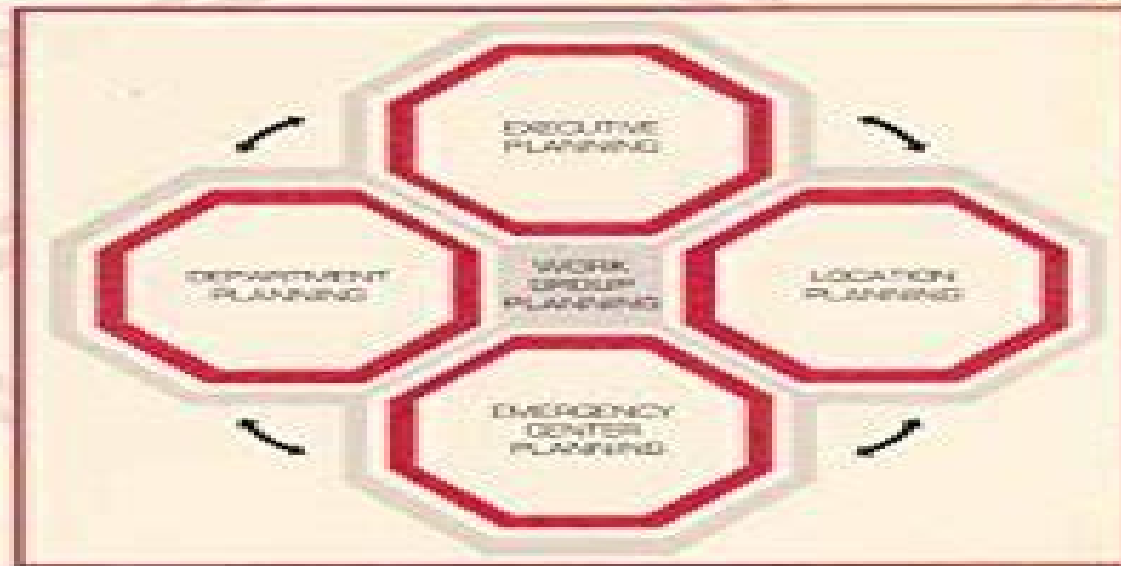 EXECUTIVE
PLANNING
DEPARTMENT
PLANNING
WORK
GROUP
PLANNING
LOCATION
PLANNING
EMERGENCY
CENTER
PLANNING